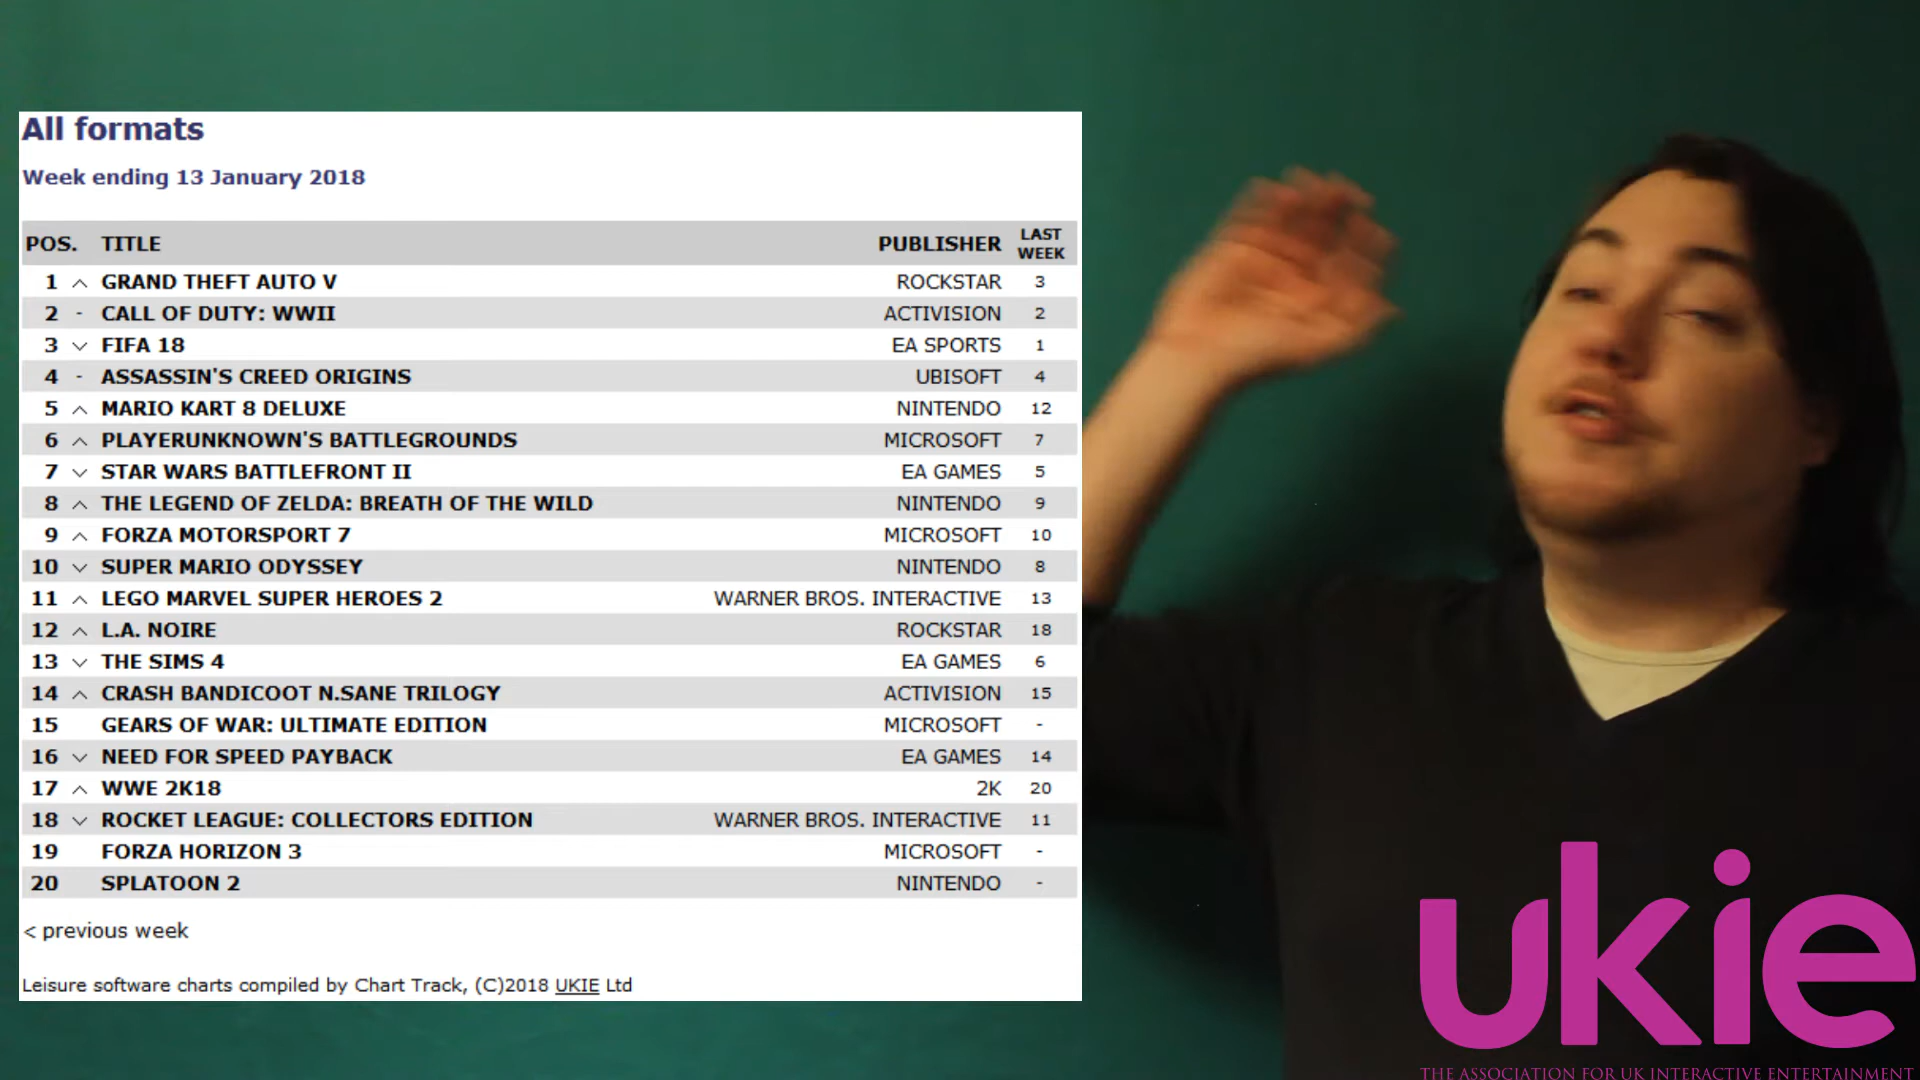 All formats
Week ending 13 January 2018
POS. TITLE PUBLISHER LAST WEEK
1 ^ GRAND THEFT AUTO V ROCKSTAR 3
2 - CALL OF DUTY: WWII ACTIVISION 2
3 ⌄ FIFA 18 EA SPORTS 1
4 - ASSASSIN'S CREED ORIGINS UBISOFT 4
5 ^ MARIO KART 8 DELUXE NINTENDO 12
6 ^ PLAYERUNKNOWN'S BATTLEGROUNDS MICROSOFT 7
7 ⌄ STAR WARS BATTLEFRONT II EA GAMES 5
8 ^ THE LEGEND OF ZELDA: BREATH OF THE WILD NINTENDO 9
9 ^ FORZA MOTORSPORT 7 MICROSOFT 10
10 ⌄ SUPER MARIO ODYSSEY NINTENDO 8
11 ^ LEGO MARVEL SUPER HEROES 2 WARNER BROS. INTERACTIVE 13
12 ^ L.A. NOIRE ROCKSTAR 18
13 ⌄ THE SIMS 4 EA GAMES 6
14 ^ CRASH BANDICOOT N.SANE TRILOGY ACTIVISION 15
15 GEARS OF WAR: ULTIMATE EDITION MICROSOFT -
16 ⌄ NEED FOR SPEED PAYBACK EA GAMES 14
17 ^ WWE 2K18 2K 20
18 ⌄ ROCKET LEAGUE: COLLECTORS EDITION WARNER BROS. INTERACTIVE 11
19 FORZA HORIZON 3 MICROSOFT -
20 SPLATOON 2 NINTENDO -
< previous week
Leisure software charts compiled by Chart Track, (C)2018 UKIE Ltd
ukie
THE ASSOCIATION FOR UK INTERACTIVE ENTERTAINMENT